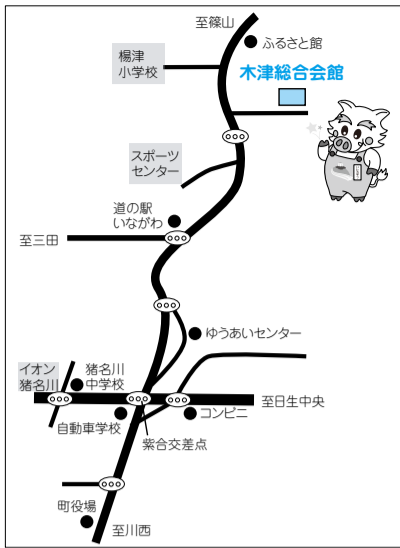 至篠山
ふるさと館
楊津
小学校
木津総合会館
スポーツ
センター
道の駅
いながわ
至三田
ゆうあいセンター
イオン
猪名川
猪名川
中学校
至日生中央
コンビニ
自動車学校
紫合交差点
町役場
至川西